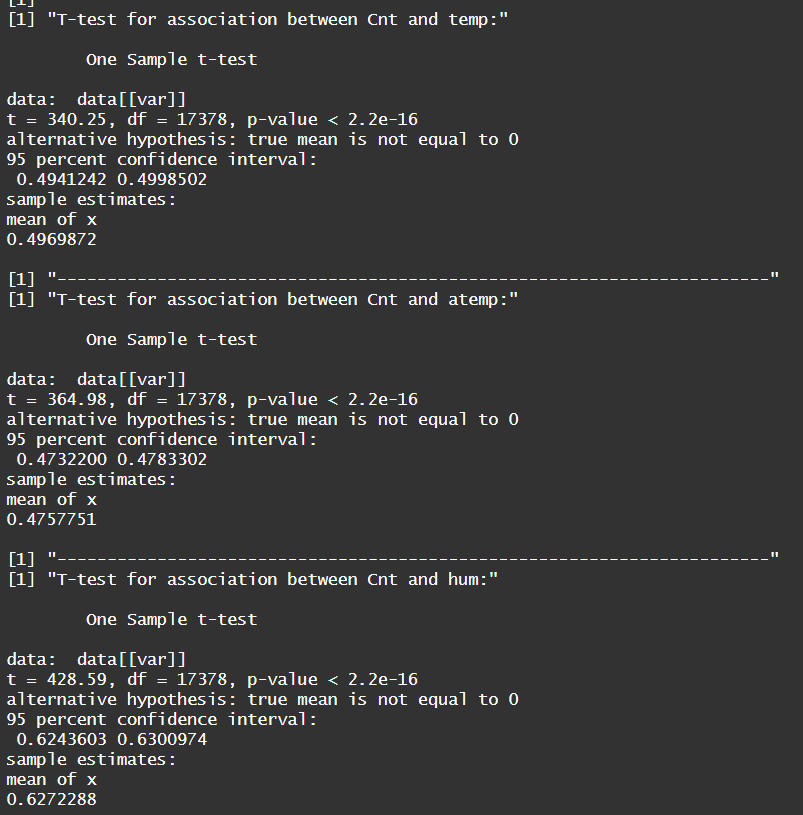 [1]
[1] "T-test for association between Cnt and temp:"
One Sample t-test
data:  data[[var]]
t = 340.25, df = 17378, p-value < 2.2e-16
alternative hypothesis: true mean is not equal to 0
95 percent confidence interval:
 0.4941242 0.4998502
sample estimates:
mean of x
0.4969872
[1] "-----------------------------------------------------------------------"
[1] "T-test for association between Cnt and atemp:"
One Sample t-test
data:  data[[var]]
t = 364.98, df = 17378, p-value < 2.2e-16
alternative hypothesis: true mean is not equal to 0
95 percent confidence interval:
 0.4732200 0.4783302
sample estimates:
mean of x
0.4757751
[1] "-----------------------------------------------------------------------"
[1] "T-test for association between Cnt and hum:"
One Sample t-test
data:  data[[var]]
t = 428.59, df = 17378, p-value < 2.2e-16
alternative hypothesis: true mean is not equal to 0
95 percent confidence interval:
 0.6243603 0.6300974
sample estimates:
mean of x
0.6272288